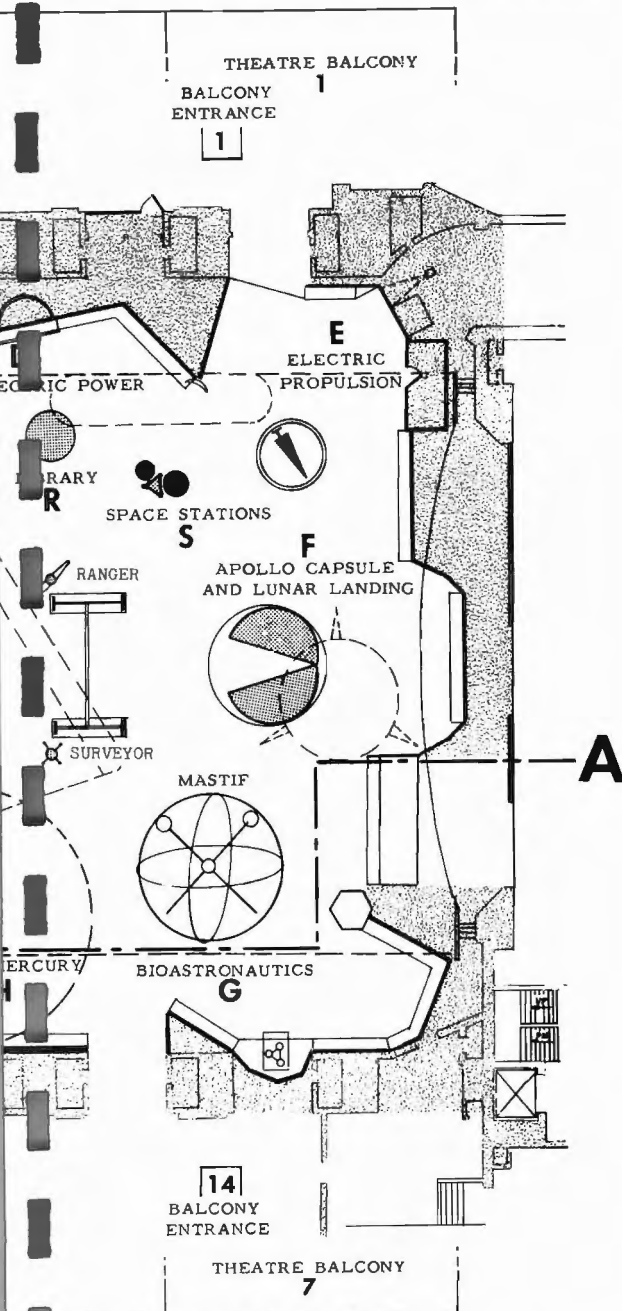 THEATRE BALCONY
1
BALCONY
ENTRANCE
1
E
ELECTRIC
PROPULSION
POWER
R
SPACE STATIONS
S
RANGER
F
APOLLO CAPSULE
AND LUNAR LANDING
SURVEYOR
A
MASTIF
BIOASTRONAUTICS
G
14
BALCONY
ENTRANCE
THEATRE BALCONY
7